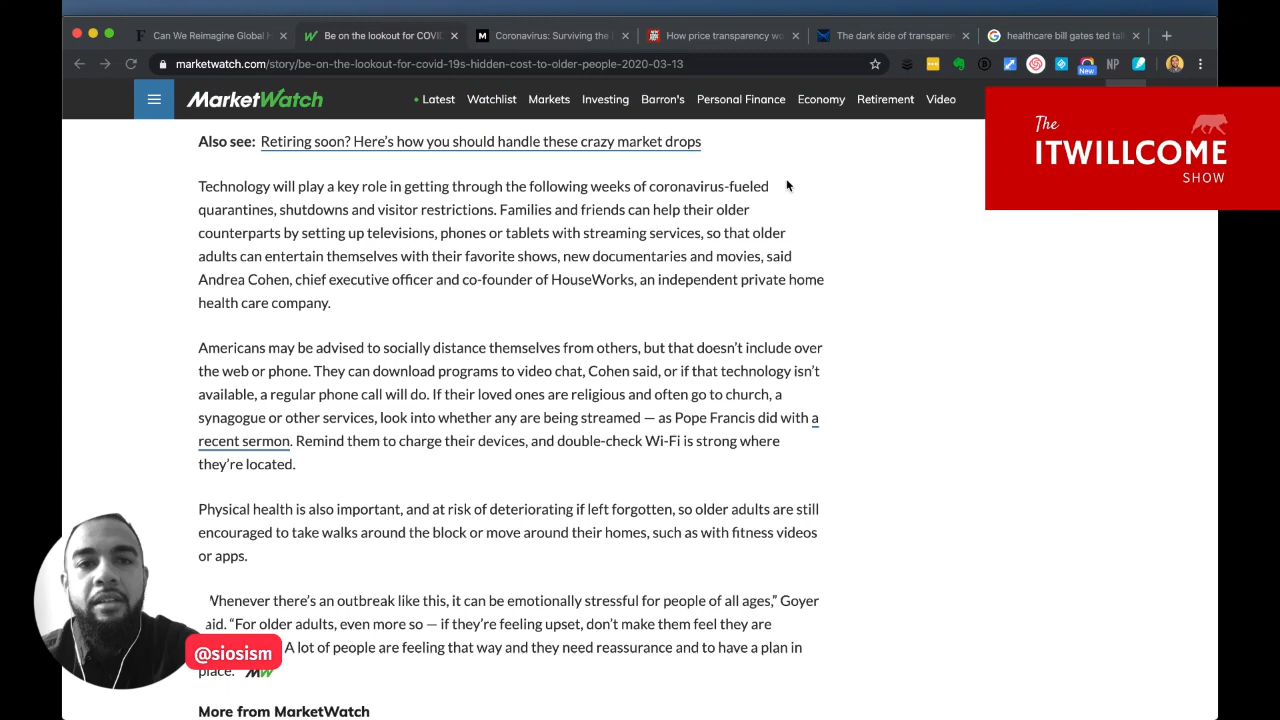 Can We Reimagine Global H
Be on the lookout for COVI
Coronavirus: Surviving the
How price transparency wo
The dark side of transparen
healthcare bill gates ted tal
marketwatch.com/story/be-on-the-lookout-for-covid-19s-hidden-cost-to-older-people-2020-03-13
New
NP
MarketWatch
Latest
Watchlist
Markets
Investing
Barron's
Personal Finance
Economy
Retirement
Video
The
ITWILLCOME
SHOW
Also see: Retiring soon? Here's how you should handle these crazy market drops
Technology will play a key role in getting through the following weeks of coronavirus-fueled
quarantines, shutdowns and visitor restrictions. Families and friends can help their older
counterparts by setting up televisions, phones or tablets with streaming services, so that older
adults can entertain themselves with their favorite shows, new documentaries and movies, said
Andrea Cohen, chief executive officer and co-founder of HouseWorks, an independent private home
health care company.
Americans may be advised to socially distance themselves from others, but that doesn't include over
the web or phone. They can download programs to video chat, Cohen said, or if that technology isn't
available, a regular phone call will do. If their loved ones are religious and often go to church, a
synagogue or other services, look into whether any are being streamed — as Pope Francis did with a
recent sermon. Remind them to charge their devices, and double-check Wi-Fi is strong where
they're located.
Physical health is also important, and at risk of deteriorating if left forgotten, so older adults are still
encouraged to take walks around the block or move around their homes, such as with fitness videos
or apps.
Whenever there's an outbreak like this, it can be emotionally stressful for people of all ages,” Goyer
aid. “For older adults, even more so — if they're feeling upset, don't make them feel they are
A lot of people are feeling that way and they need reassurance and to have a plan in
place. MW
@siosism
More from MarketWatch